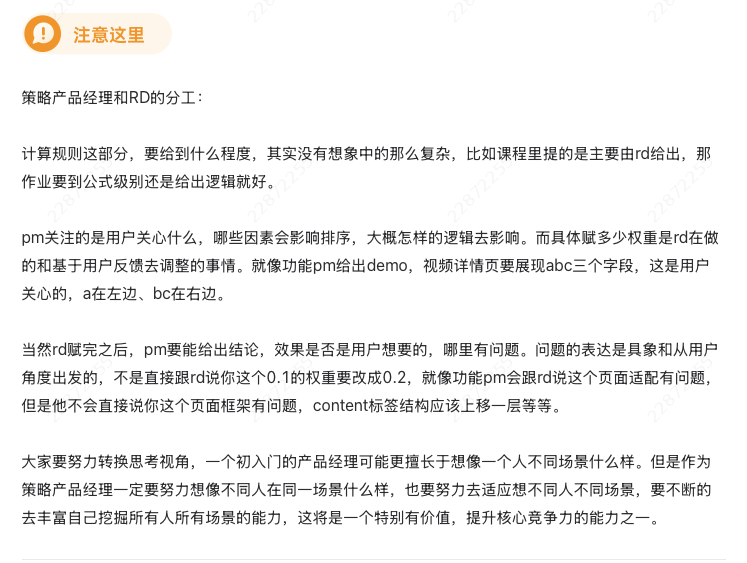 注意这里
策略产品经理和RD的分工：
计算规则这部分，要给到什么程度，其实没有想象中的那么复杂，比如课程里提的是主要由rd给出，那
作业要到公式级别还是给出逻辑就好。
pm关注的是用户关心什么，哪些因素会影响排序，大概怎样的逻辑去影响。而具体赋多少权重是rd在做
的和基于用户反馈去调整的事情。就像功能pm给出demo，视频详情页要展现abc三个字段，这是用户
关心的，a在左边、bc在右边。
当然rd赋完之后，pm要能给出结论，效果是否是用户想要的，哪里有问题。问题的表达是具象和从用户
角度出发的，不是直接跟rd说你这个0.1的权重要改成0.2，就像功能pm会跟rd说这个页面适配有问题，
但是他不会直接说你这个页面框架有问题，content标签结构应该上移一层等等。
大家要努力转换思考视角，一个初入门的产品经理可能更擅长于想像一个人不同场景什么样。但是作为
策略产品经理一定要努力想像不同人在同一场景什么样，也要努力去适应想不同人不同场景，要不断的
去丰富自己挖掘所有人所有场景的能力，这将是一个特别有价值，提升核心竞争力的能力之一。